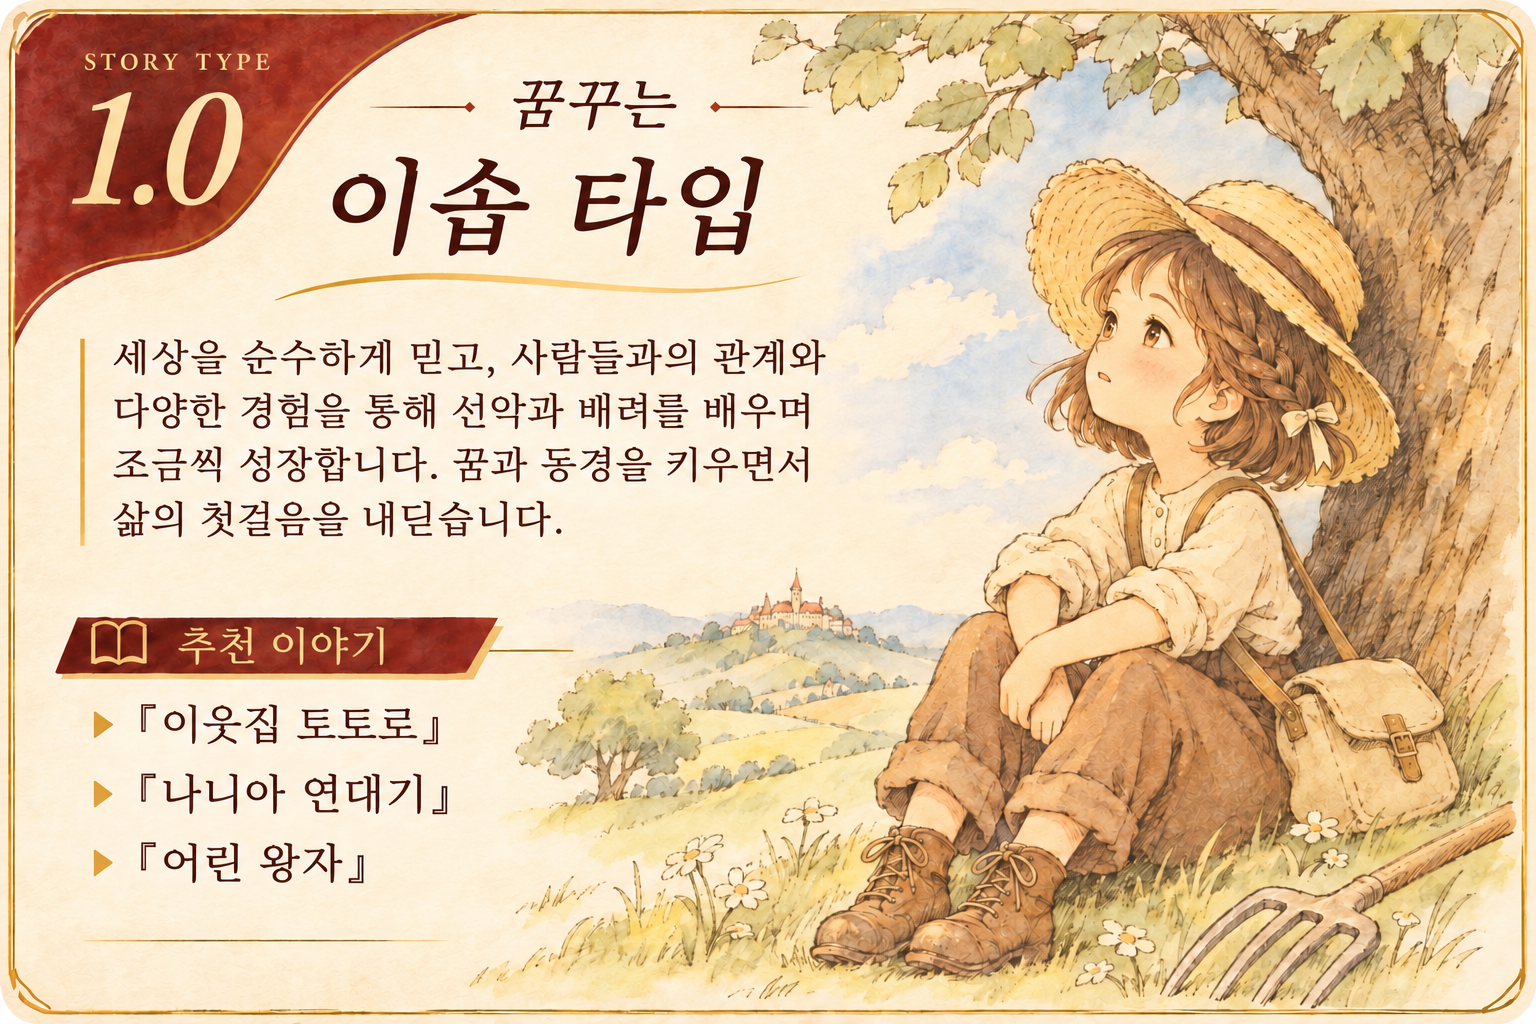 STORY TYPE
1.0
꿈꾸는
이솝 타입
세상을 순수하게 믿고, 사람들과의 관계와
다양한 경험을 통해 선악과 배려를 배우며
조금씩 성장합니다. 꿈과 동경을 키우면서
삶의 첫걸음을 내딛습니다.
추천 이야기
『이웃집 토토로』
『나니아 연대기』
『어린 왕자』